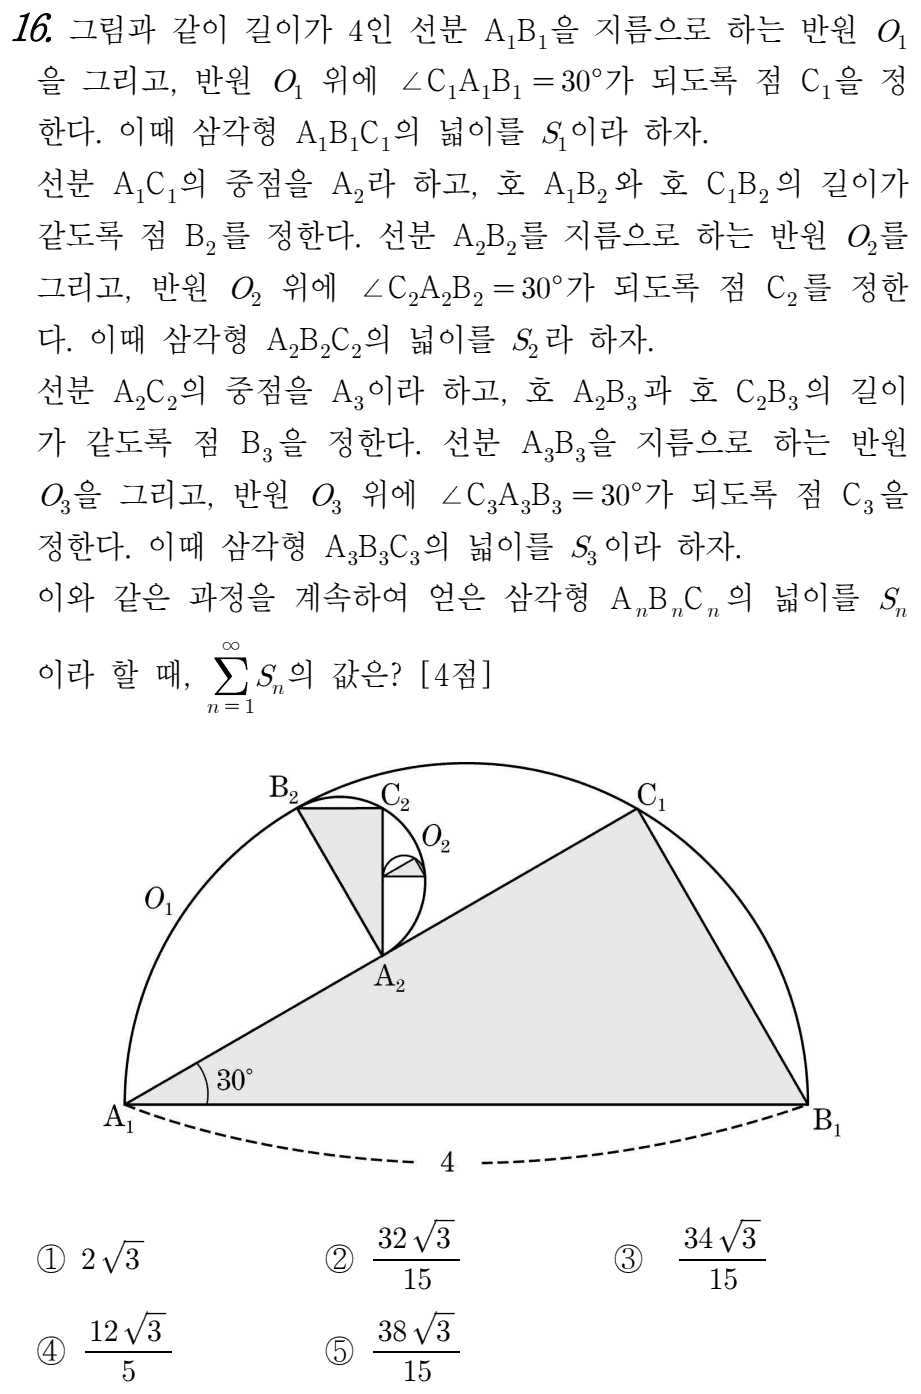 16. 그림과 같이 길이가 4인 선분 A₁B₁을 지름으로 하는 반원 O₁
을 그리고, 반원 O₁ 위에 ∠C₁A₁B₁=30°가 되도록 점 C₁을 정
한다. 이때 삼각형 A₁B₁C₁의 넓이를 S₁이라 하자.
선분 A₁C₁의 중점을 A₂라 하고, 호 A₁B₂와 호 C₁B₂의 길이가
같도록 점 B₂를 정한다. 선분 A₂B₂를 지름으로 하는 반원 O₂를
그리고, 반원 O₂ 위에 ∠C₂A₂B₂=30°가 되도록 점 C₂를 정한
다. 이때 삼각형 A₂B₂C₂의 넓이를 S₂라 하자.
선분 A₂C₂의 중점을 A₃이라 하고, 호 A₂B₃과 호 C₂B₃의 길이
가 같도록 점 B₃을 정한다. 선분 A₃B₃을 지름으로 하는 반원
O₃을 그리고, 반원 O₃ 위에 ∠C₃A₃B₃=30°가 되도록 점 C₃을
정한다. 이때 삼각형 A₃B₃C₃의 넓이를 S₃이라 하자.
이와 같은 과정을 계속하여 얻은 삼각형 AₙBₙCₙ의 넓이를 Sₙ
이라 할 때, ∑(n=1, ∞) Sₙ의 값은? [4점]
B₂ C₂ C₁
O₂
O₁
A₂
30°
A₁ B₁
4
① 2√3 ② 32√3/15 ③ 34√3/15
④ 12√3/5 ⑤ 38√3/15